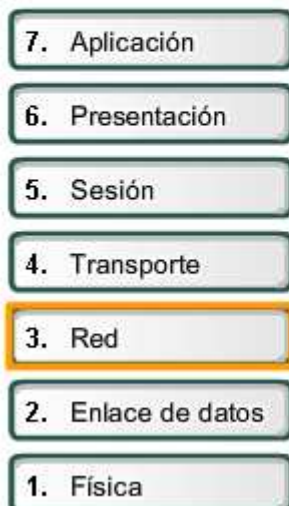 7. Aplicación
6. Presentación
5. Sesión
4. Transporte
3. Red
2. Enlace de datos
1. Física